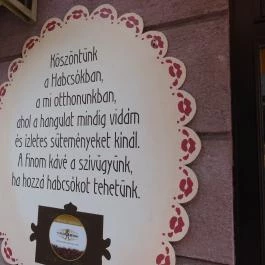 Köszöntünk
a Habcsókban,
a mi otthonunkban,
ahol a hangulat mindig vidám
és ízletes süteményeket kínál.
A finom kávé a szívügyünk,
ha hozzá habcsókot tehetünk.